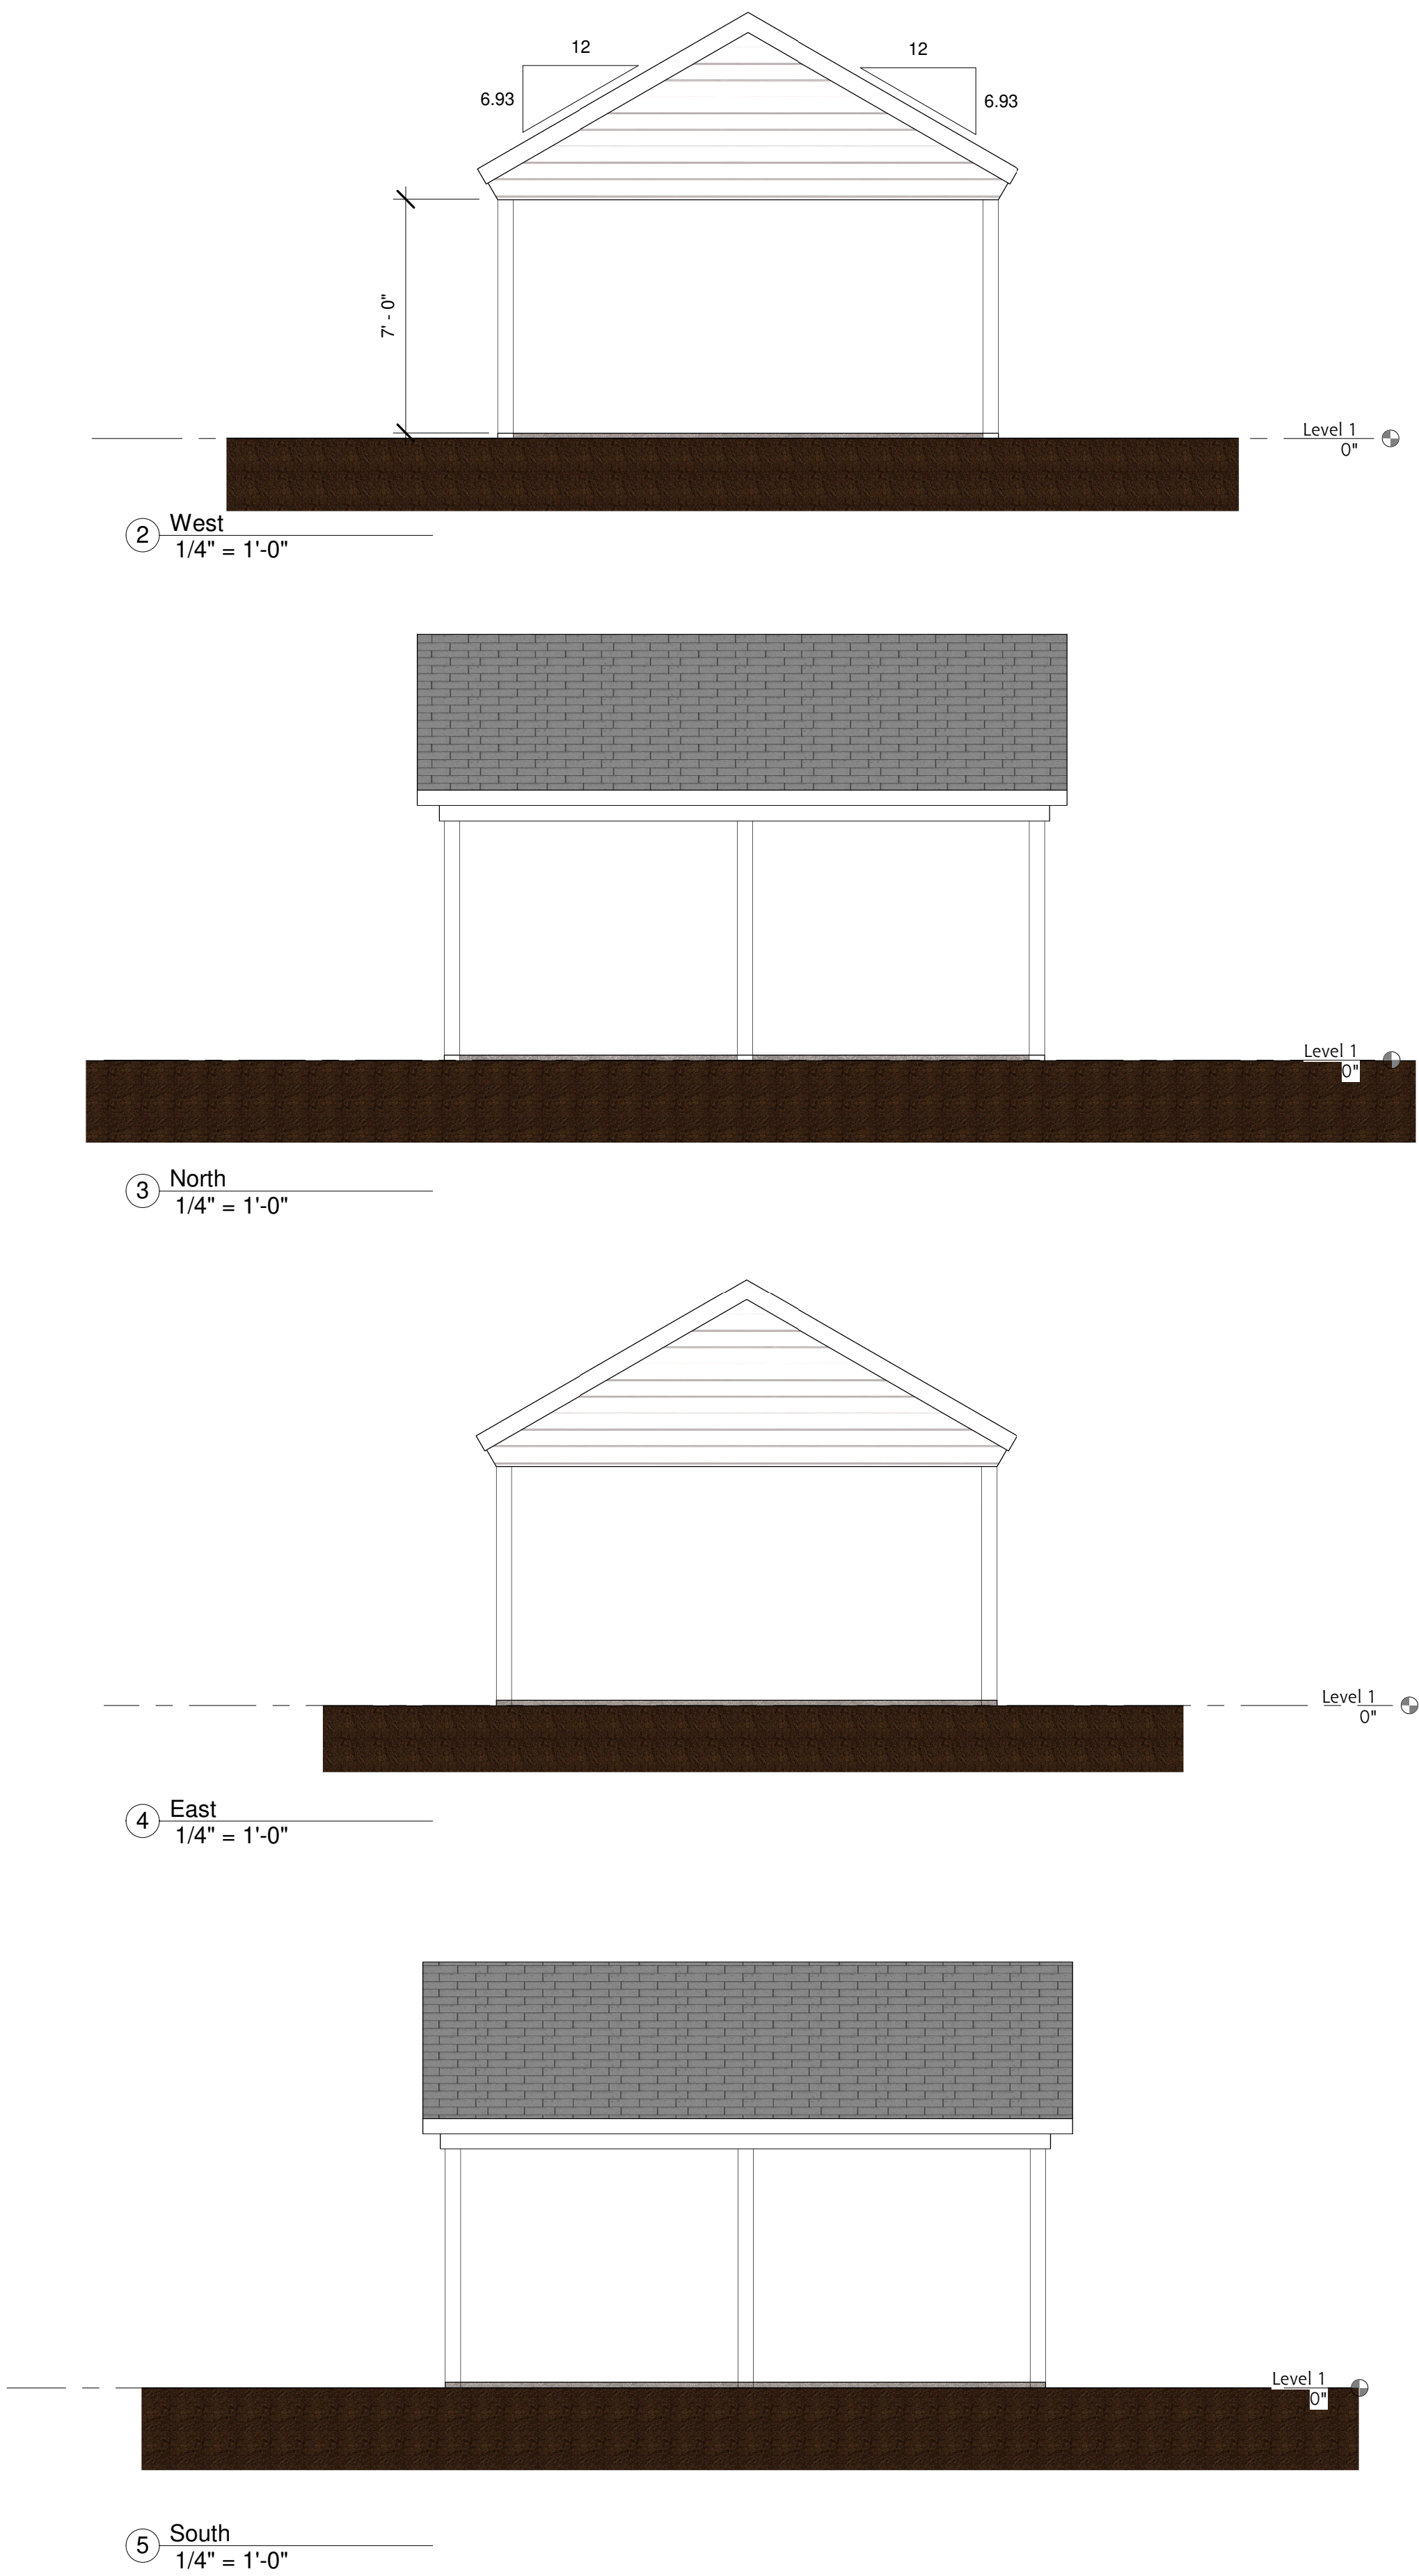 12
12
6.93
6.93
7' - 0"
Level 1
0"
2
West
1/4" = 1'-0"
Level 1
0"
3
North
1/4" = 1'-0"
Level 1
0"
4
East
1/4" = 1'-0"
Level 1
0"
5
South
1/4" = 1'-0"